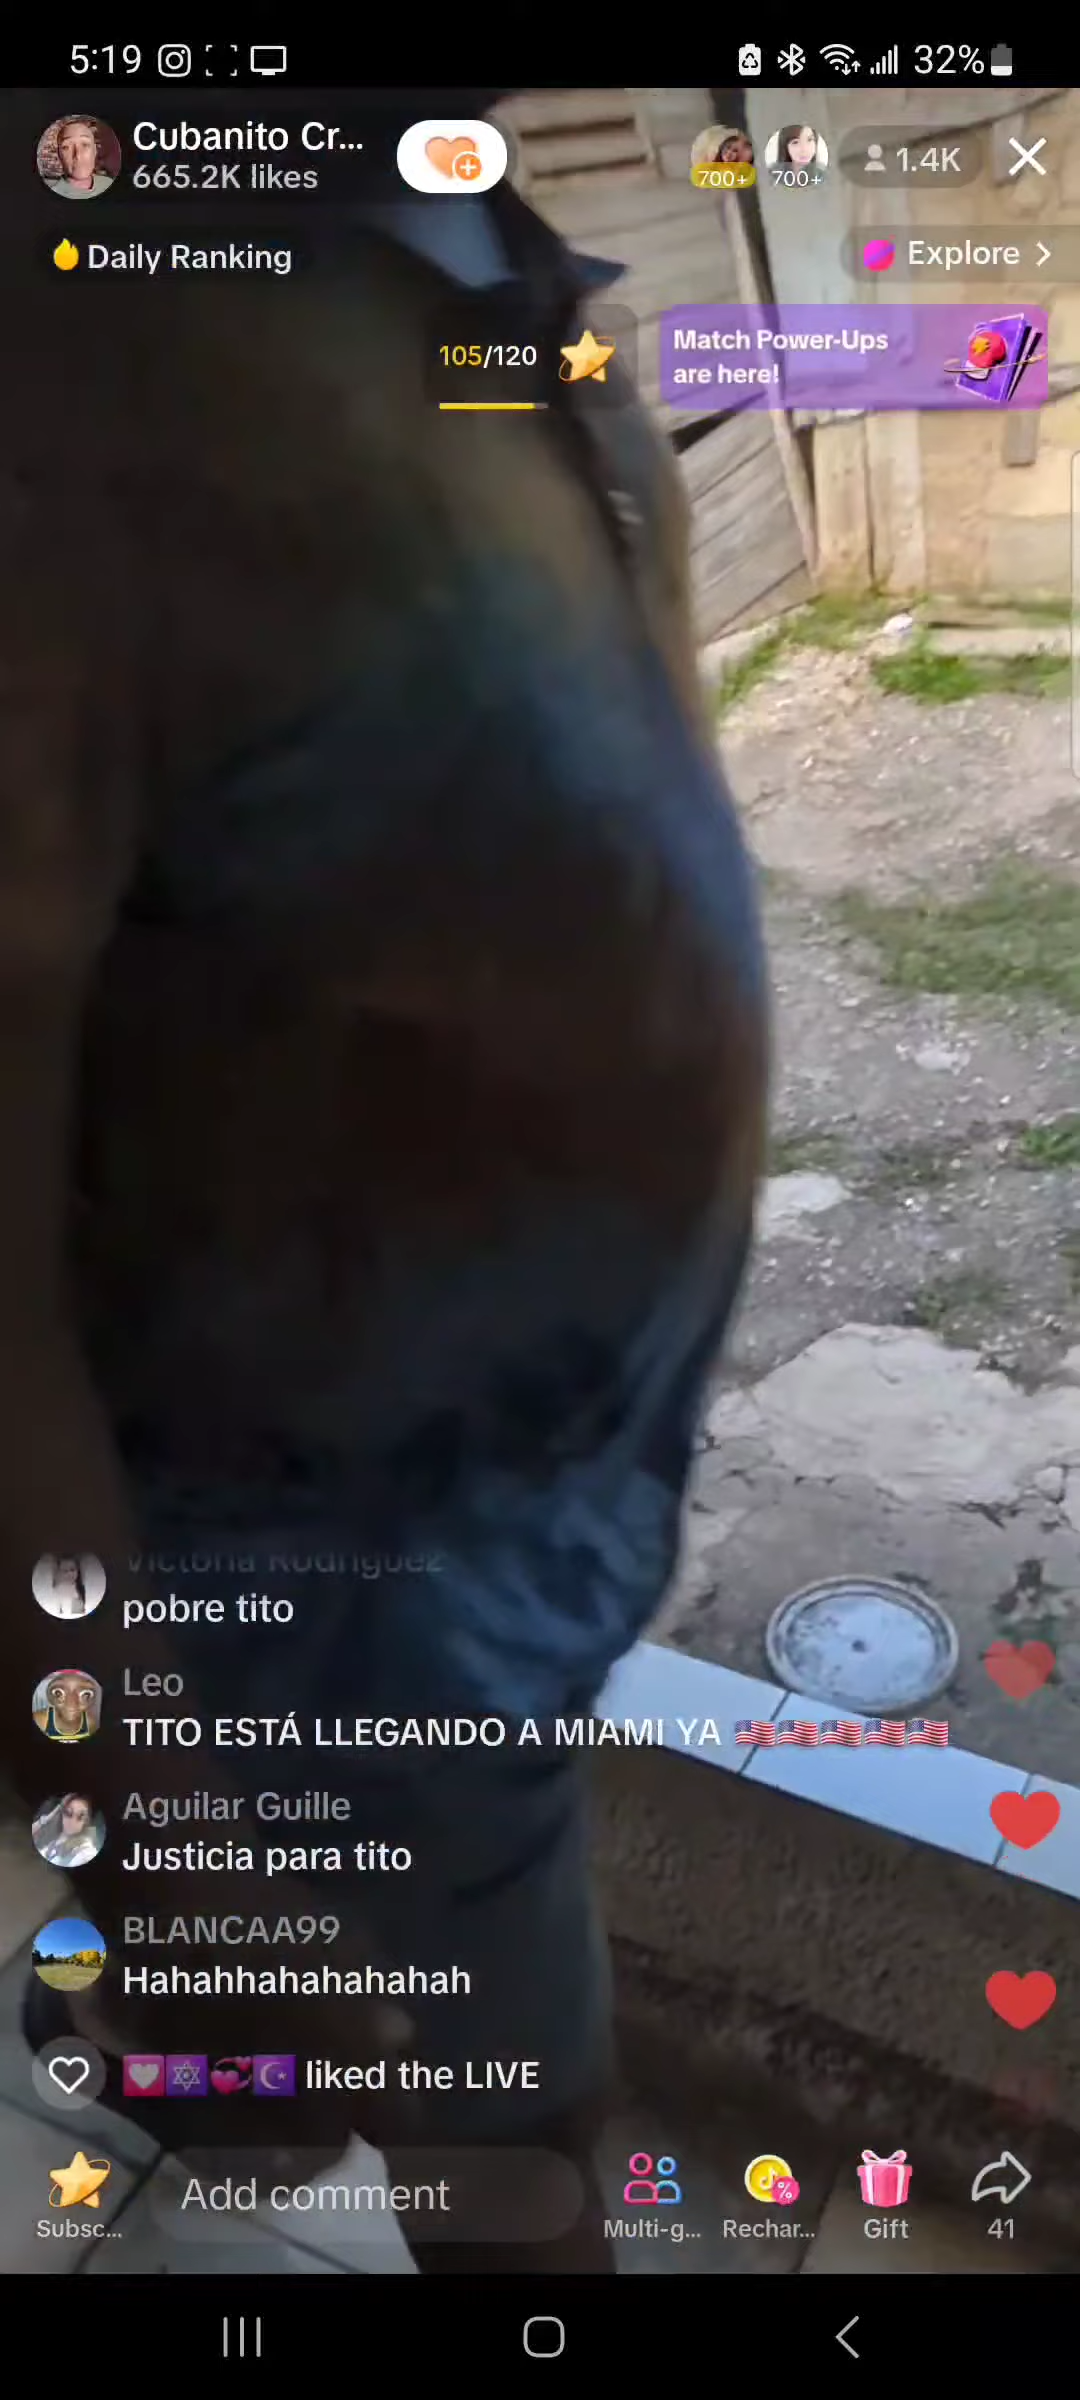 5:19
32%
Cubanito Cr...
665.2K likes
700+
700+
1.4K
Daily Ranking
Explore
105/120
Match Power-Ups
are here!
Victoria Rodriguez
pobre tito
Leo
TITO ESTÁ LLEGANDO A MIAMI YA 🇺🇸🇺🇸🇺🇸🇺🇸🇺🇸
Aguilar Guille
Justicia para tito
BLANCAA99
Hahahhahahahahah
💟🔯💞☪️ liked the LIVE
Add comment
Subsc...
Multi-g...
Rechar...
Gift
41